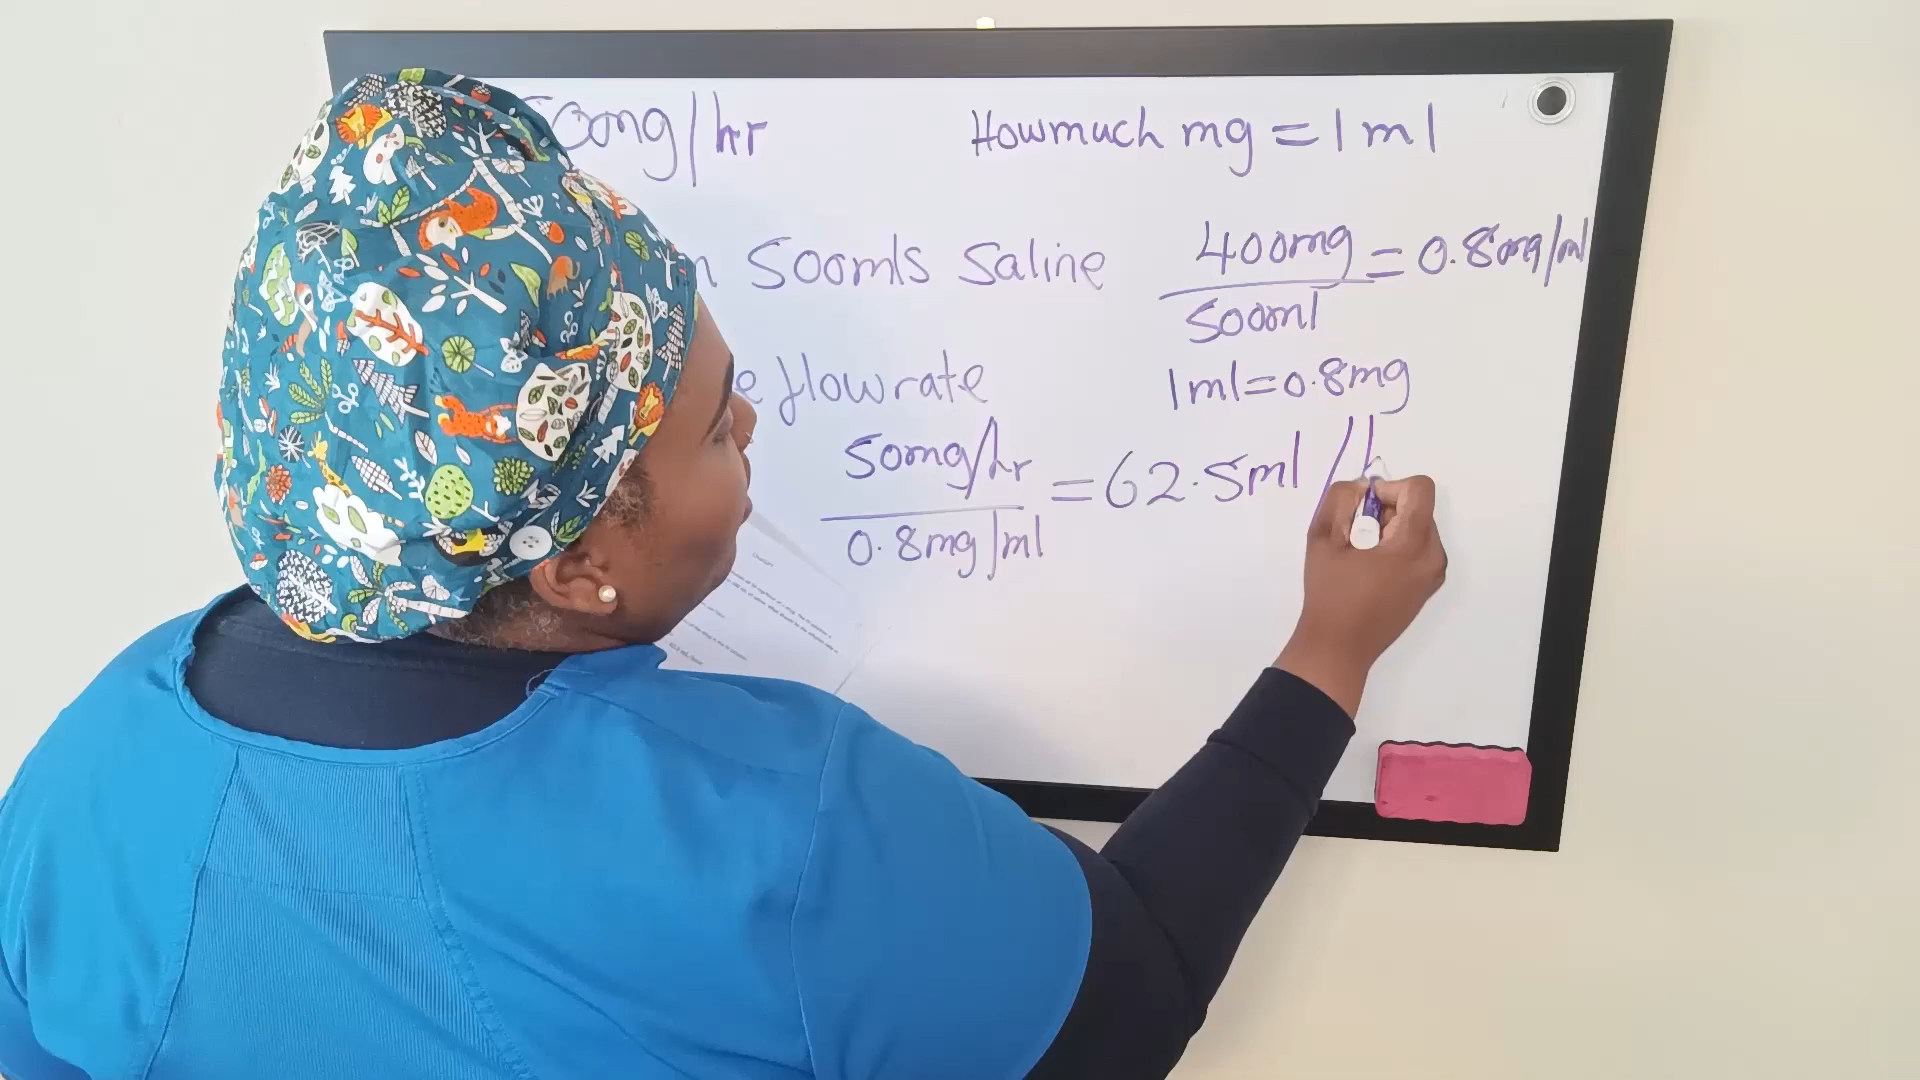 50mg/hr
Howmuch mg = 1ml
500mls Saline
400mg = 0.8mg/ml
500ml
flowrate
1ml=0.8mg
50mg/hr = 62.5ml/h
0.8mg/ml